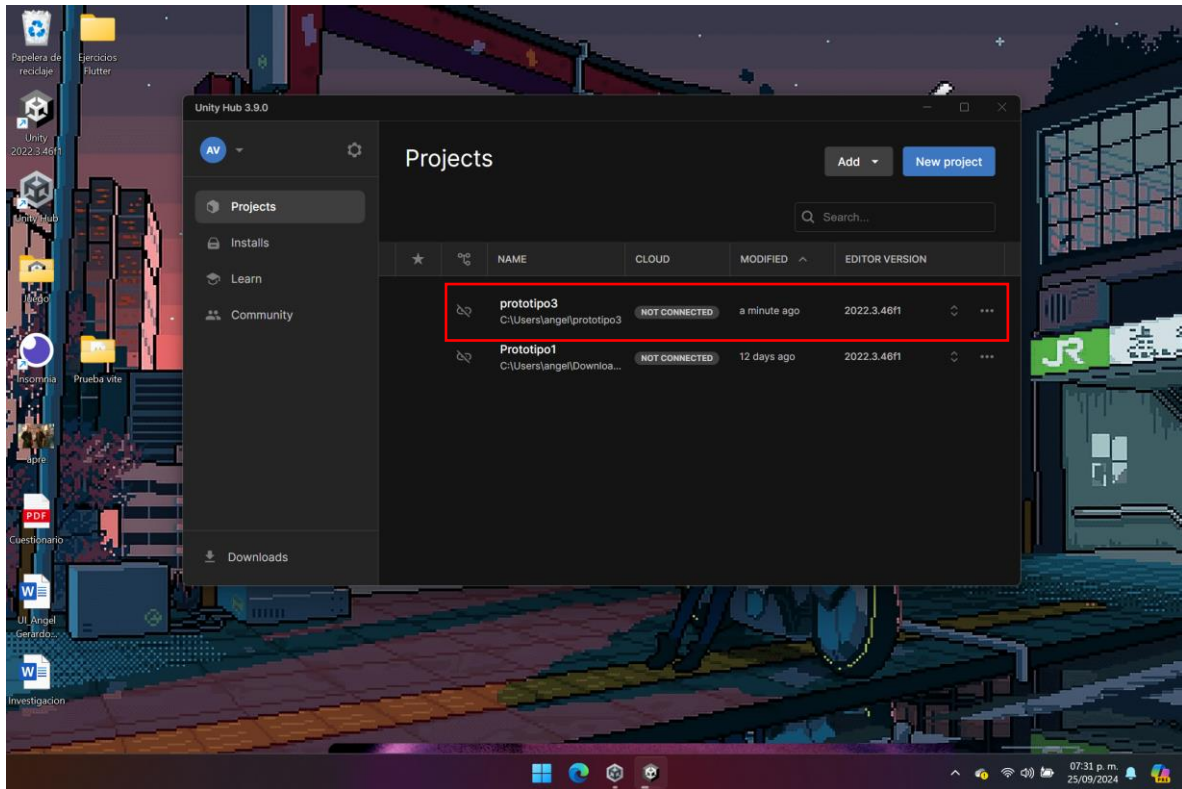 Papelera de
reciclaje
Ejercicios
Flutter
Unity
2022.3.46f1
Unity Hub
Juego
Insomnia
Prueba vite
apre
PDF
Cuestionario
W
UI_Angel
Gerardo...
W
Investigacion
Unity Hub 3.9.0
AV
Projects
Installs
Learn
Community
Downloads
Projects
Add
New project
Search...
NAME CLOUD MODIFIED EDITOR VERSION
prototipo3
C:\Users\angel\prototipo3
NOT CONNECTED a minute ago 2022.3.46f1
Prototipo1
C:\Users\angel\Downloa...
NOT CONNECTED 12 days ago 2022.3.46f1
JR
07:31 p. m.
25/09/2024